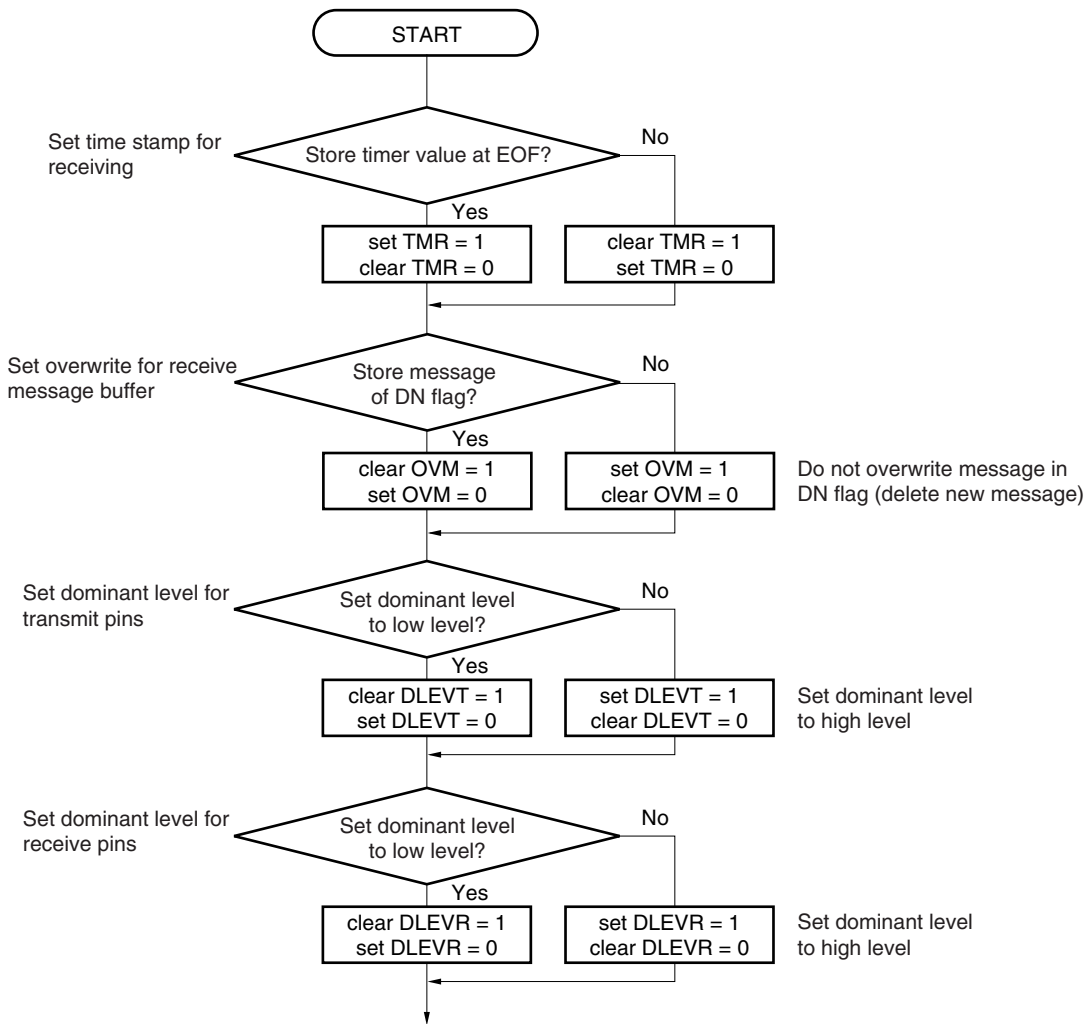 START
Set time stamp for
receiving
Store timer value at EOF?
No
Yes
set TMR = 1
clear TMR = 0
clear TMR = 1
set TMR = 0
Set overwrite for receive
message buffer
Store message
of DN flag?
No
Yes
clear OVM = 1
set OVM = 0
set OVM = 1
clear OVM = 0
Do not overwrite message in
DN flag (delete new message)
Set dominant level for
transmit pins
Set dominant level
to low level?
No
Yes
clear DLEVT = 1
set DLEVT = 0
set DLEVT = 1
clear DLEVT = 0
Set dominant level
to high level
Set dominant level for
receive pins
Set dominant level
to low level?
No
Yes
clear DLEVR = 1
set DLEVR = 0
set DLEVR = 1
clear DLEVR = 0
Set dominant level
to high level